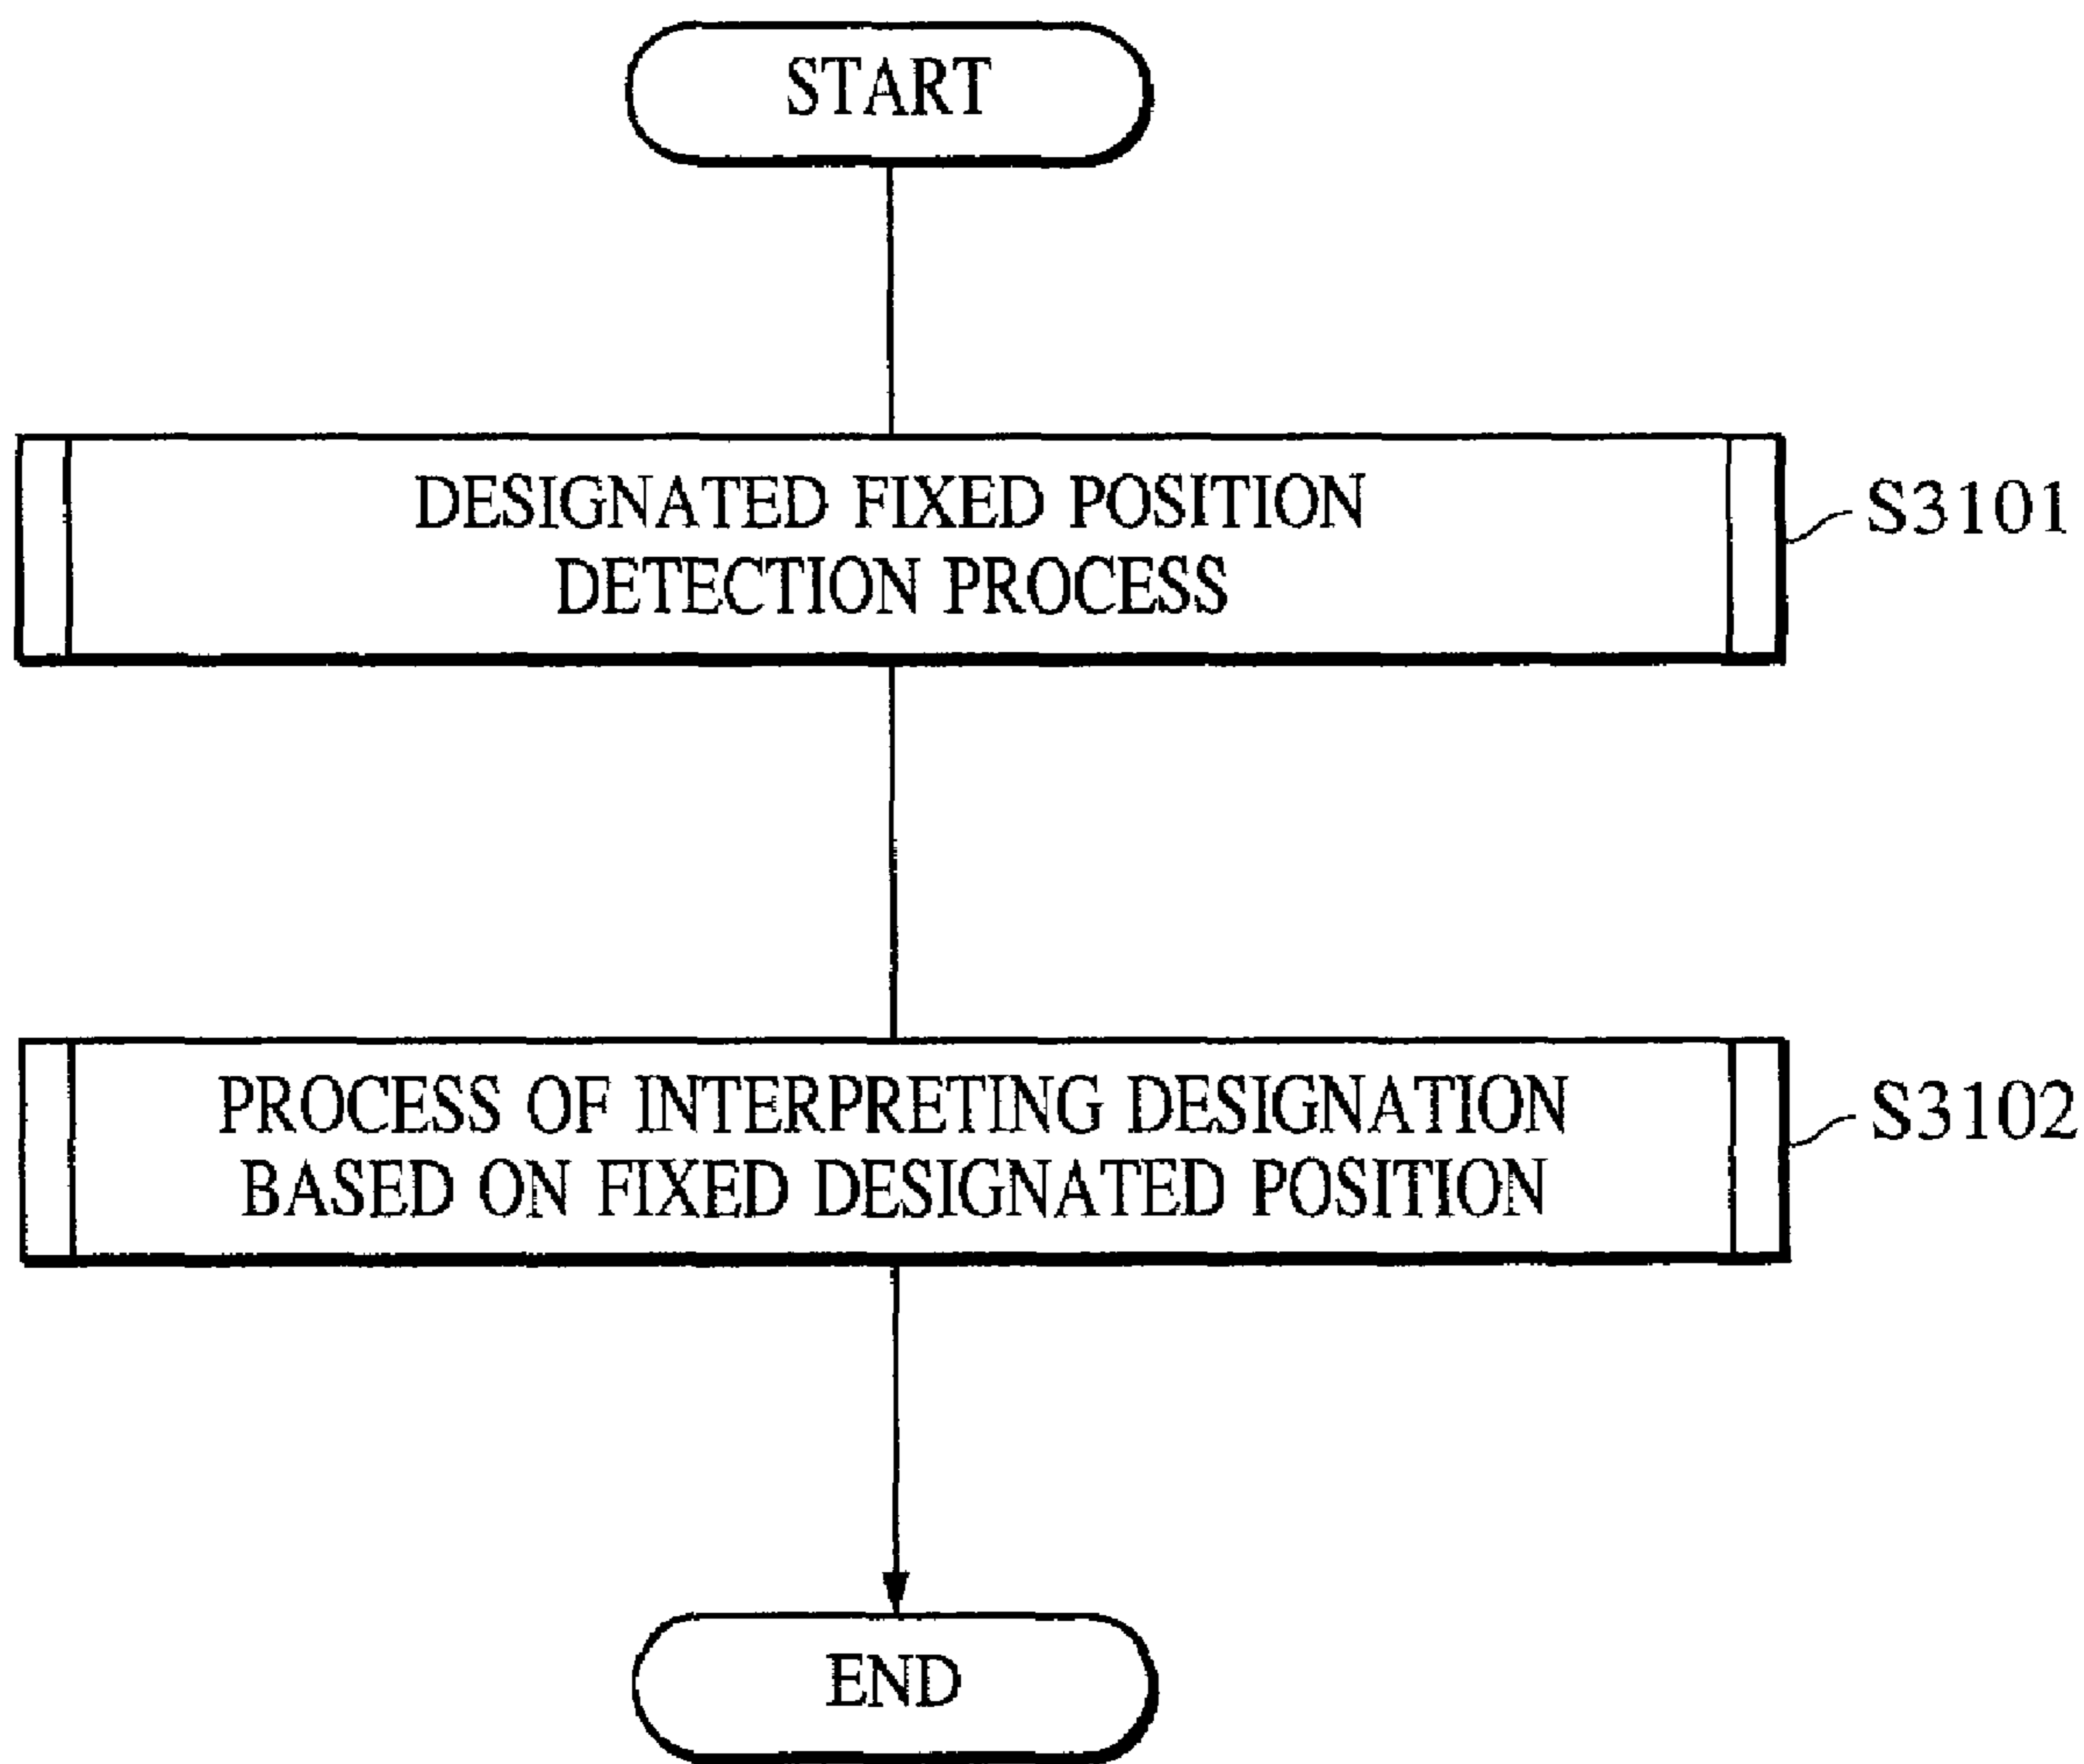 START
DESIGNATED FIXED POSITION
DETECTION PROCESS
S3101
PROCESS OF INTERPRETING DESIGNATION
BASED ON FIXED DESIGNATED POSITION
S3102
END